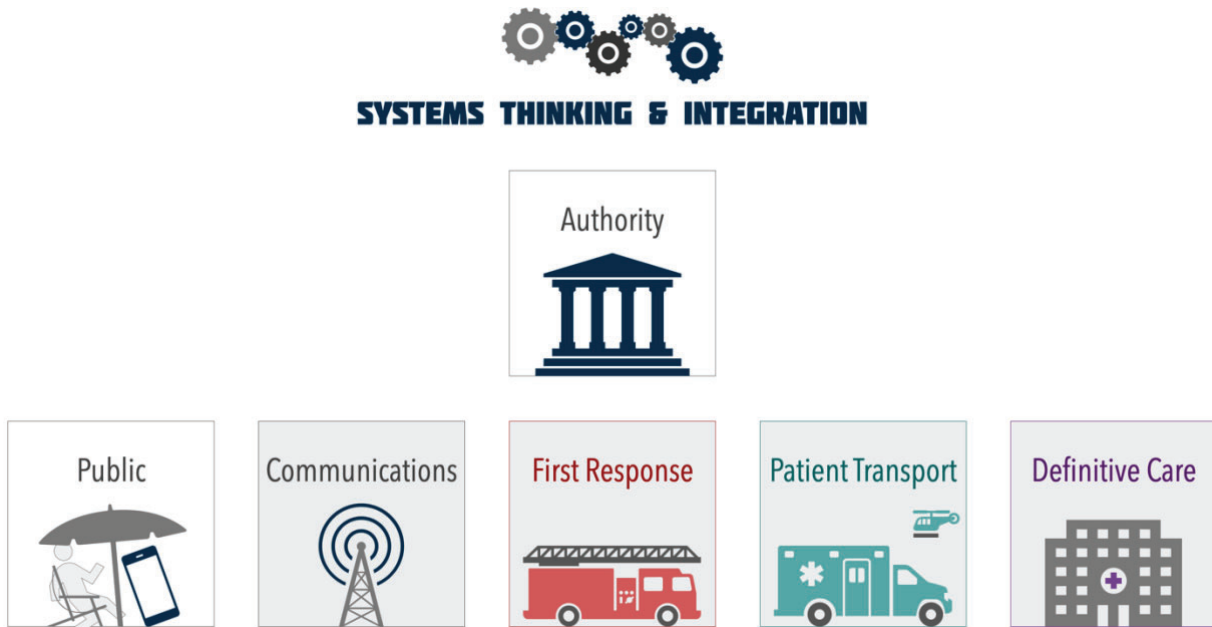 SYSTEMS THINKING & INTEGRATION
Authority
Public
Communications
First Response
Patient Transport
Definitive Care